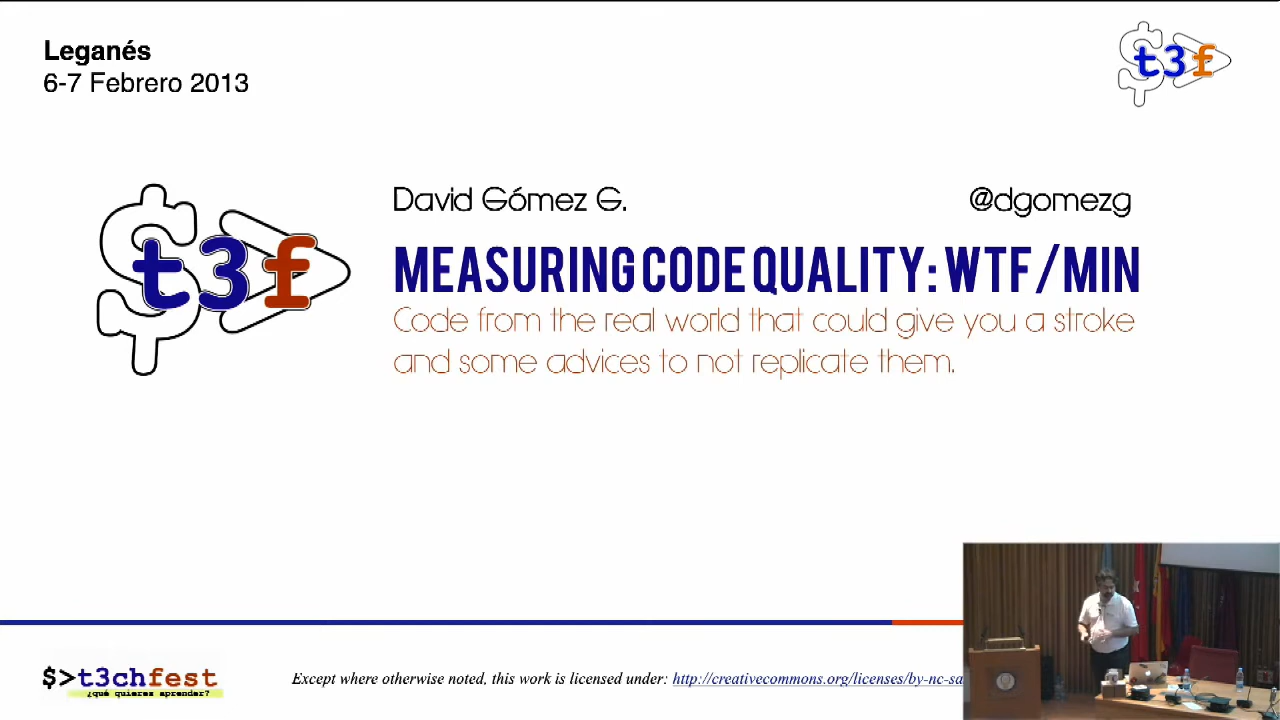 Leganés
6-7 Febrero 2013
t3f
t3f
David Gómez G.
@dgomezg
MEASURING CODE QUALITY: WTF/MIN
Code from the real world that could give you a stroke
and some advices to not replicate them.
$>t3chfest
¿qué quieres aprender?
Except where otherwise noted, this work is licensed under: http://creativecommons.org/licenses/by-nc-sa